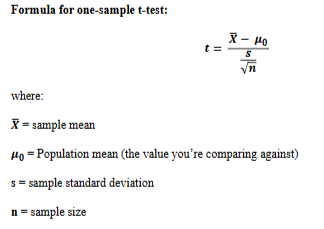 Formula for one-sample t-test:
t = (X̄ − μ₀) / (s / √n)
where:
X̄ = sample mean
μ₀ = Population mean (the value you’re comparing against)
s = sample standard deviation
n = sample size